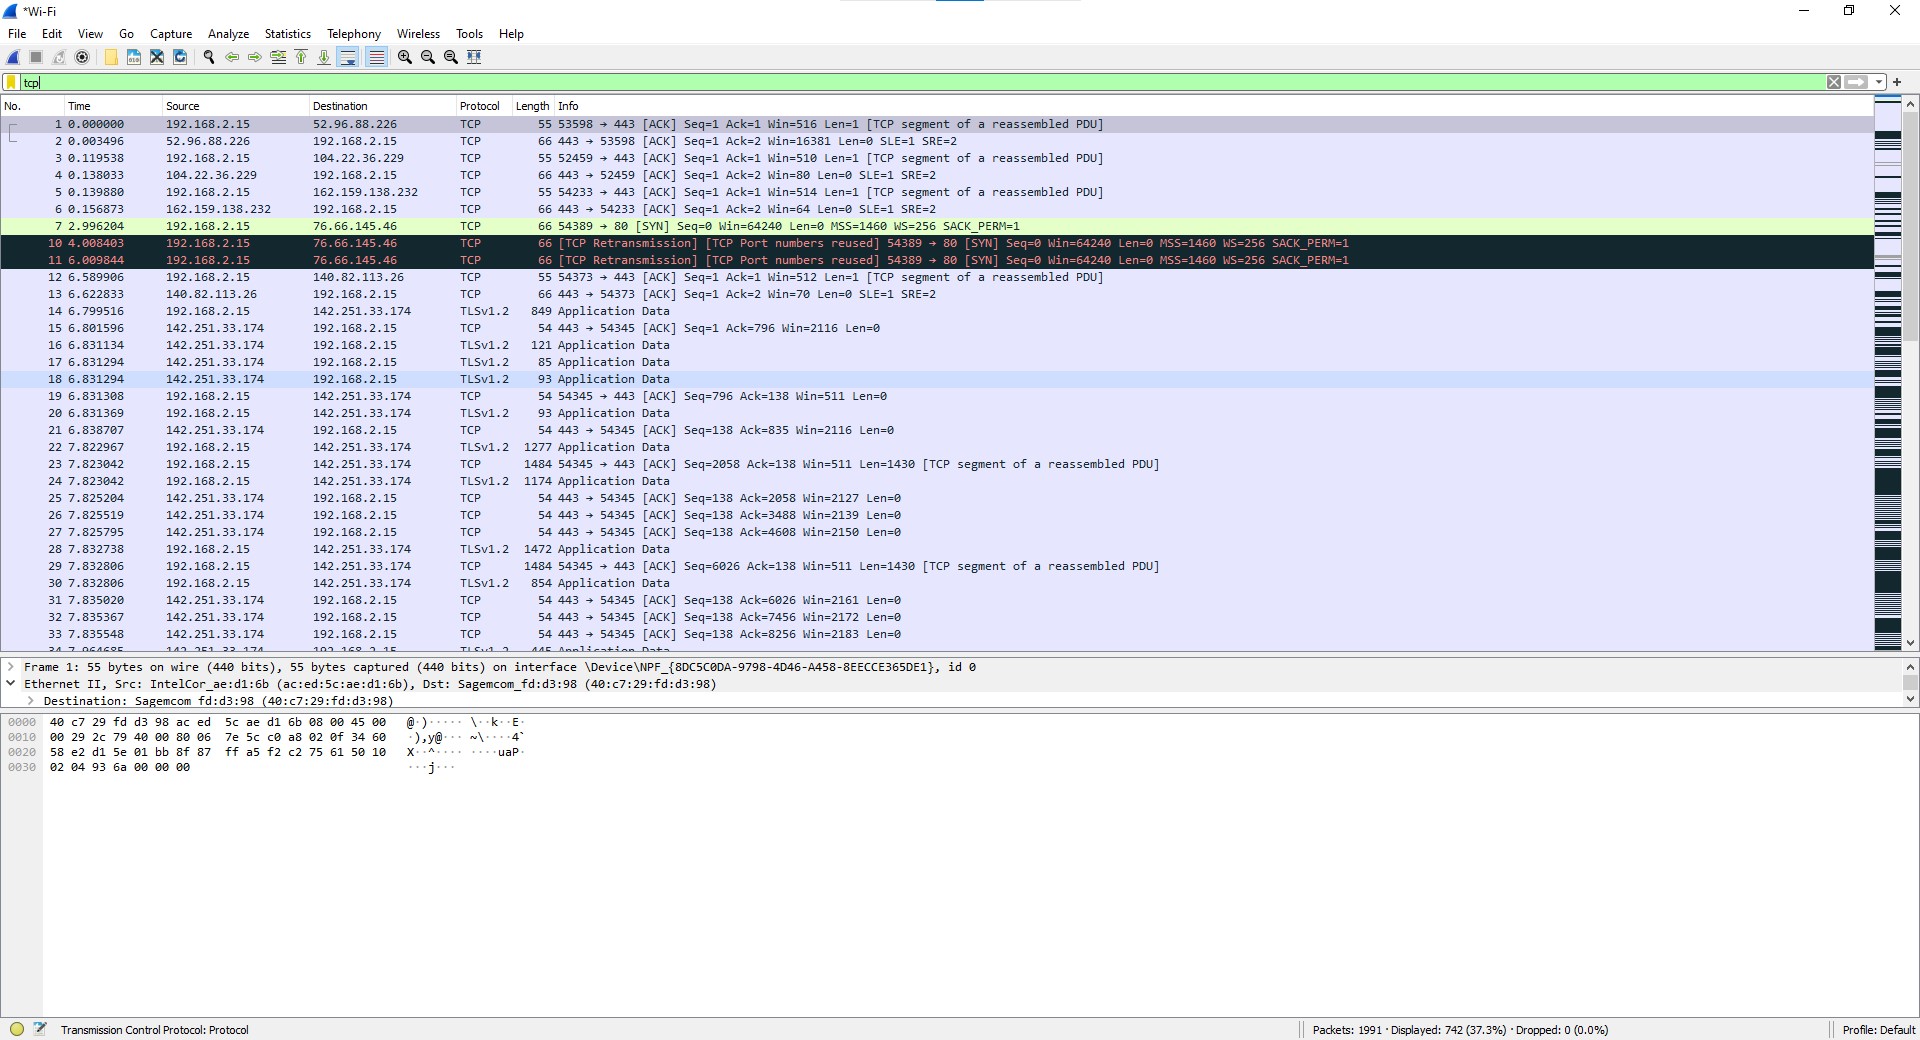 *Wi-Fi
File Edit View Go Capture Analyze Statistics Telephony Wireless Tools Help
tcp
No. Time Source Destination Protocol Length Info
1 0.000000 192.168.2.15 52.96.88.226 TCP 55 53598 → 443 [ACK] Seq=1 Ack=1 Win=516 Len=1 [TCP segment of a reassembled PDU]
2 0.003496 52.96.88.226 192.168.2.15 TCP 66 443 → 53598 [ACK] Seq=1 Ack=2 Win=16381 Len=0 SLE=1 SRE=2
3 0.119538 192.168.2.15 104.22.36.229 TCP 55 52459 → 443 [ACK] Seq=1 Ack=1 Win=510 Len=1 [TCP segment of a reassembled PDU]
4 0.138033 104.22.36.229 192.168.2.15 TCP 66 443 → 52459 [ACK] Seq=1 Ack=2 Win=80 Len=0 SLE=1 SRE=2
5 0.139880 192.168.2.15 162.159.138.232 TCP 55 54233 → 443 [ACK] Seq=1 Ack=1 Win=514 Len=1 [TCP segment of a reassembled PDU]
6 0.156873 162.159.138.232 192.168.2.15 TCP 66 443 → 54233 [ACK] Seq=1 Ack=2 Win=64 Len=0 SLE=1 SRE=2
7 2.996204 192.168.2.15 76.66.145.46 TCP 66 54389 → 80 [SYN] Seq=0 Win=64240 Len=0 MSS=1460 WS=256 SACK_PERM=1
10 4.008403 192.168.2.15 76.66.145.46 TCP 66 [TCP Retransmission] [TCP Port numbers reused] 54389 → 80 [SYN] Seq=0 Win=64240 Len=0 MSS=1460 WS=256 SACK_PERM=1
11 6.009844 192.168.2.15 76.66.145.46 TCP 66 [TCP Retransmission] [TCP Port numbers reused] 54389 → 80 [SYN] Seq=0 Win=64240 Len=0 MSS=1460 WS=256 SACK_PERM=1
12 6.589906 192.168.2.15 140.82.113.26 TCP 55 54373 → 443 [ACK] Seq=1 Ack=1 Win=512 Len=1 [TCP segment of a reassembled PDU]
13 6.622833 140.82.113.26 192.168.2.15 TCP 66 443 → 54373 [ACK] Seq=1 Ack=2 Win=70 Len=0 SLE=1 SRE=2
14 6.799516 192.168.2.15 142.251.33.174 TLSv1.2 849 Application Data
15 6.801596 142.251.33.174 192.168.2.15 TCP 54 443 → 54345 [ACK] Seq=1 Ack=796 Win=2116 Len=0
16 6.831134 142.251.33.174 192.168.2.15 TLSv1.2 121 Application Data
17 6.831294 142.251.33.174 192.168.2.15 TLSv1.2 85 Application Data
18 6.831294 142.251.33.174 192.168.2.15 TLSv1.2 93 Application Data
19 6.831308 192.168.2.15 142.251.33.174 TCP 54 54345 → 443 [ACK] Seq=796 Ack=138 Win=511 Len=0
20 6.831369 192.168.2.15 142.251.33.174 TLSv1.2 93 Application Data
21 6.838707 142.251.33.174 192.168.2.15 TCP 54 443 → 54345 [ACK] Seq=138 Ack=835 Win=2116 Len=0
22 7.822967 192.168.2.15 142.251.33.174 TLSv1.2 1277 Application Data
23 7.823042 192.168.2.15 142.251.33.174 TCP 1484 54345 → 443 [ACK] Seq=2058 Ack=138 Win=511 Len=1430 [TCP segment of a reassembled PDU]
24 7.823042 192.168.2.15 142.251.33.174 TLSv1.2 1174 Application Data
25 7.825204 142.251.33.174 192.168.2.15 TCP 54 443 → 54345 [ACK] Seq=138 Ack=2058 Win=2127 Len=0
26 7.825519 142.251.33.174 192.168.2.15 TCP 54 443 → 54345 [ACK] Seq=138 Ack=3488 Win=2139 Len=0
27 7.825795 142.251.33.174 192.168.2.15 TCP 54 443 → 54345 [ACK] Seq=138 Ack=4608 Win=2150 Len=0
28 7.832738 192.168.2.15 142.251.33.174 TLSv1.2 1472 Application Data
29 7.832806 192.168.2.15 142.251.33.174 TCP 1484 54345 → 443 [ACK] Seq=6026 Ack=138 Win=511 Len=1430 [TCP segment of a reassembled PDU]
30 7.832806 192.168.2.15 142.251.33.174 TLSv1.2 854 Application Data
31 7.835020 142.251.33.174 192.168.2.15 TCP 54 443 → 54345 [ACK] Seq=138 Ack=6026 Win=2161 Len=0
32 7.835367 142.251.33.174 192.168.2.15 TCP 54 443 → 54345 [ACK] Seq=138 Ack=7456 Win=2172 Len=0
33 7.835548 142.251.33.174 192.168.2.15 TCP 54 443 → 54345 [ACK] Seq=138 Ack=8256 Win=2183 Len=0
34 7.964685 142.251.33.174 192.168.2.15 TLSv1.2 445 Application Data
Frame 1: 55 bytes on wire (440 bits), 55 bytes captured (440 bits) on interface \Device\NPF_{8DC5C0DA-9798-4D46-A458-8EECCE365DE1}, id 0
Ethernet II, Src: IntelCor_ae:d1:6b (ac:ed:5c:ae:d1:6b), Dst: Sagemcom_fd:d3:98 (40:c7:29:fd:d3:98)
Destination: Sagemcom_fd:d3:98 (40:c7:29:fd:d3:98)
0000 40 c7 29 fd d3 98 ac ed 5c ae d1 6b 08 00 45 00 @·)····· \··k··E·
0010 00 29 2c 79 40 00 80 06 7e 5c c0 a8 02 0f 34 60 ·),y@··· ~\····4`
0020 58 e2 d1 5e 01 bb 8f 87 ff a5 f2 c2 75 61 50 10 X··^···· ····uaP·
0030 02 04 93 6a 00 00 00 ···j···
Transmission Control Protocol: Protocol
Packets: 1991 · Displayed: 742 (37.3%) · Dropped: 0 (0.0%)
Profile: Default